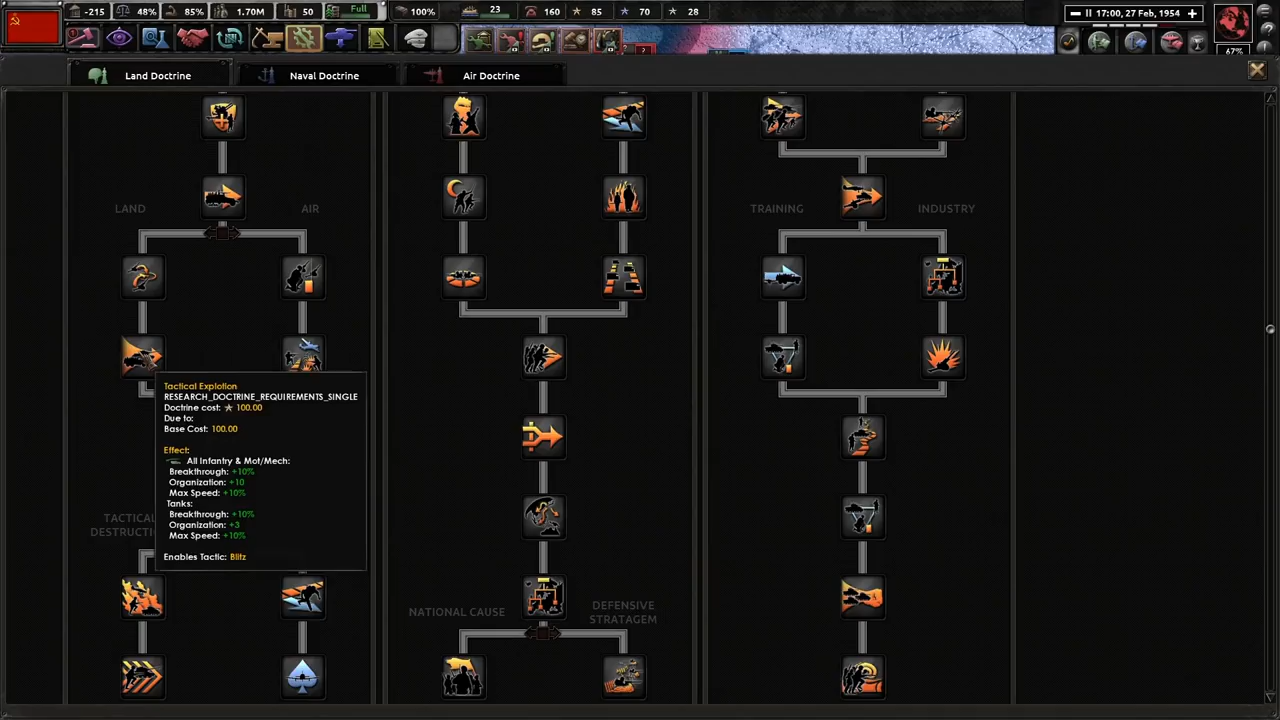 -215
48%
85%
1.70M
50
Full
100%
23
160
85
70
28
17:00, 27 Feb, 1954
67%
Land Doctrine
Naval Doctrine
Air Doctrine
LAND
AIR
TRAINING
INDUSTRY
Tactical Explotion
RESEARCH_DOCTRINE_REQUIREMENTS_SINGLE
Doctrine cost: 100.00
Due to:
Base Cost: 100.00
Effect:
All Infantry & Mot/Mech:
Breakthrough: +10%
Organization: +10
Max Speed: +10%
Tanks:
Breakthrough: +10%
Organization: +3
Max Speed: +10%
Enables Tactic: Blitz
TACTICAL
DESTRUCTI
NATIONAL CAUSE
DEFENSIVE
STRATAGEM